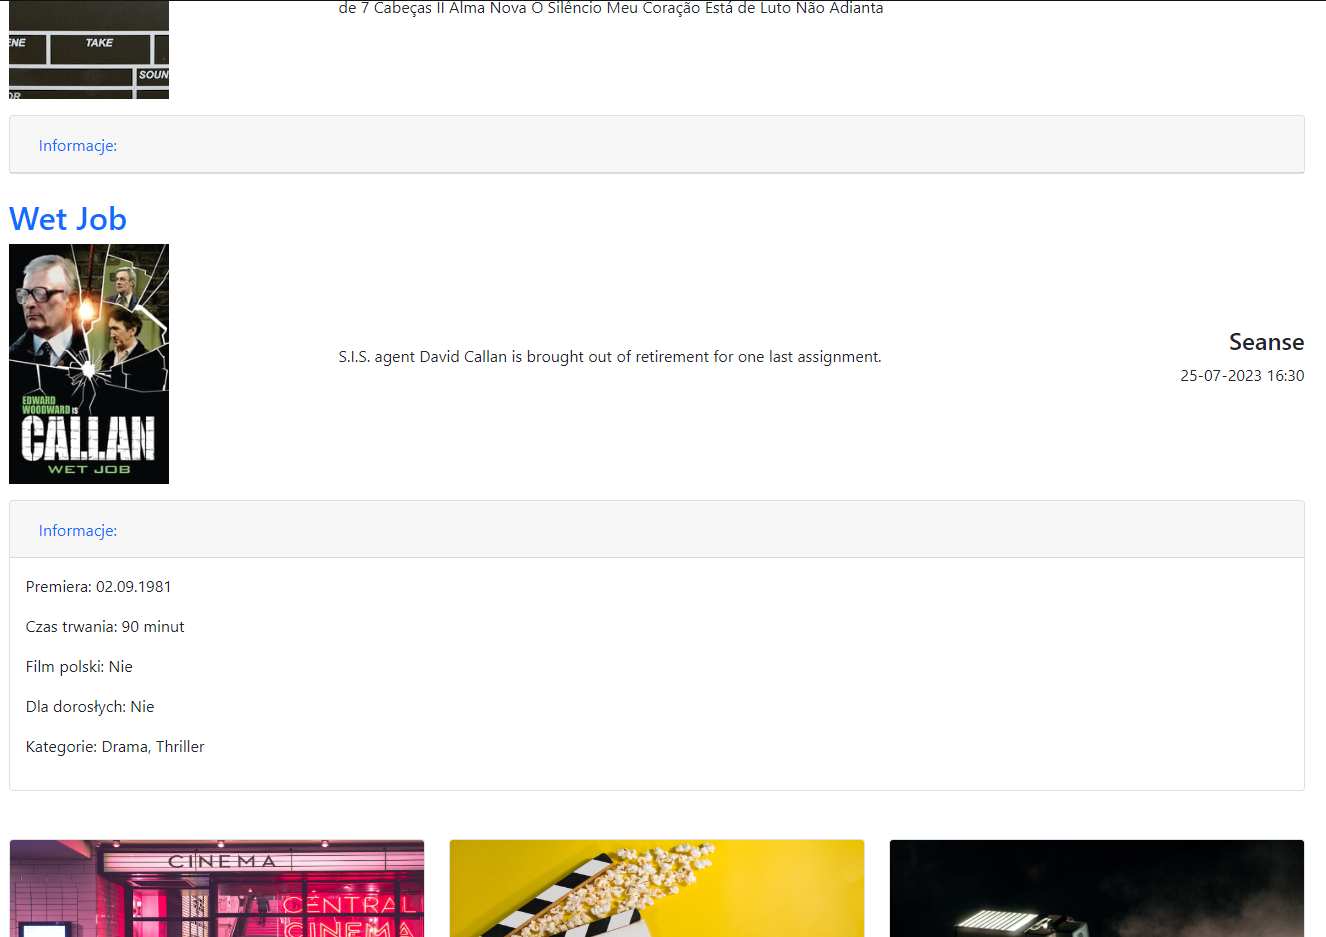 de 7 Cabeças II Alma Nova O Silêncio Meu Coração Está de Luto Não Adianta
ENE TAKE
SOUN
OR
Informacje:
Wet Job
S.I.S. agent David Callan is brought out of retirement for one last assignment.
Seanse
25-07-2023 16:30
EDWARD
WOODWARD IS
CALLAN
WET JOB
Informacje:
Premiera: 02.09.1981
Czas trwania: 90 minut
Film polski: Nie
Dla dorosłych: Nie
Kategorie: Drama, Thriller
CINEMA
CENTRAL
CINEMA